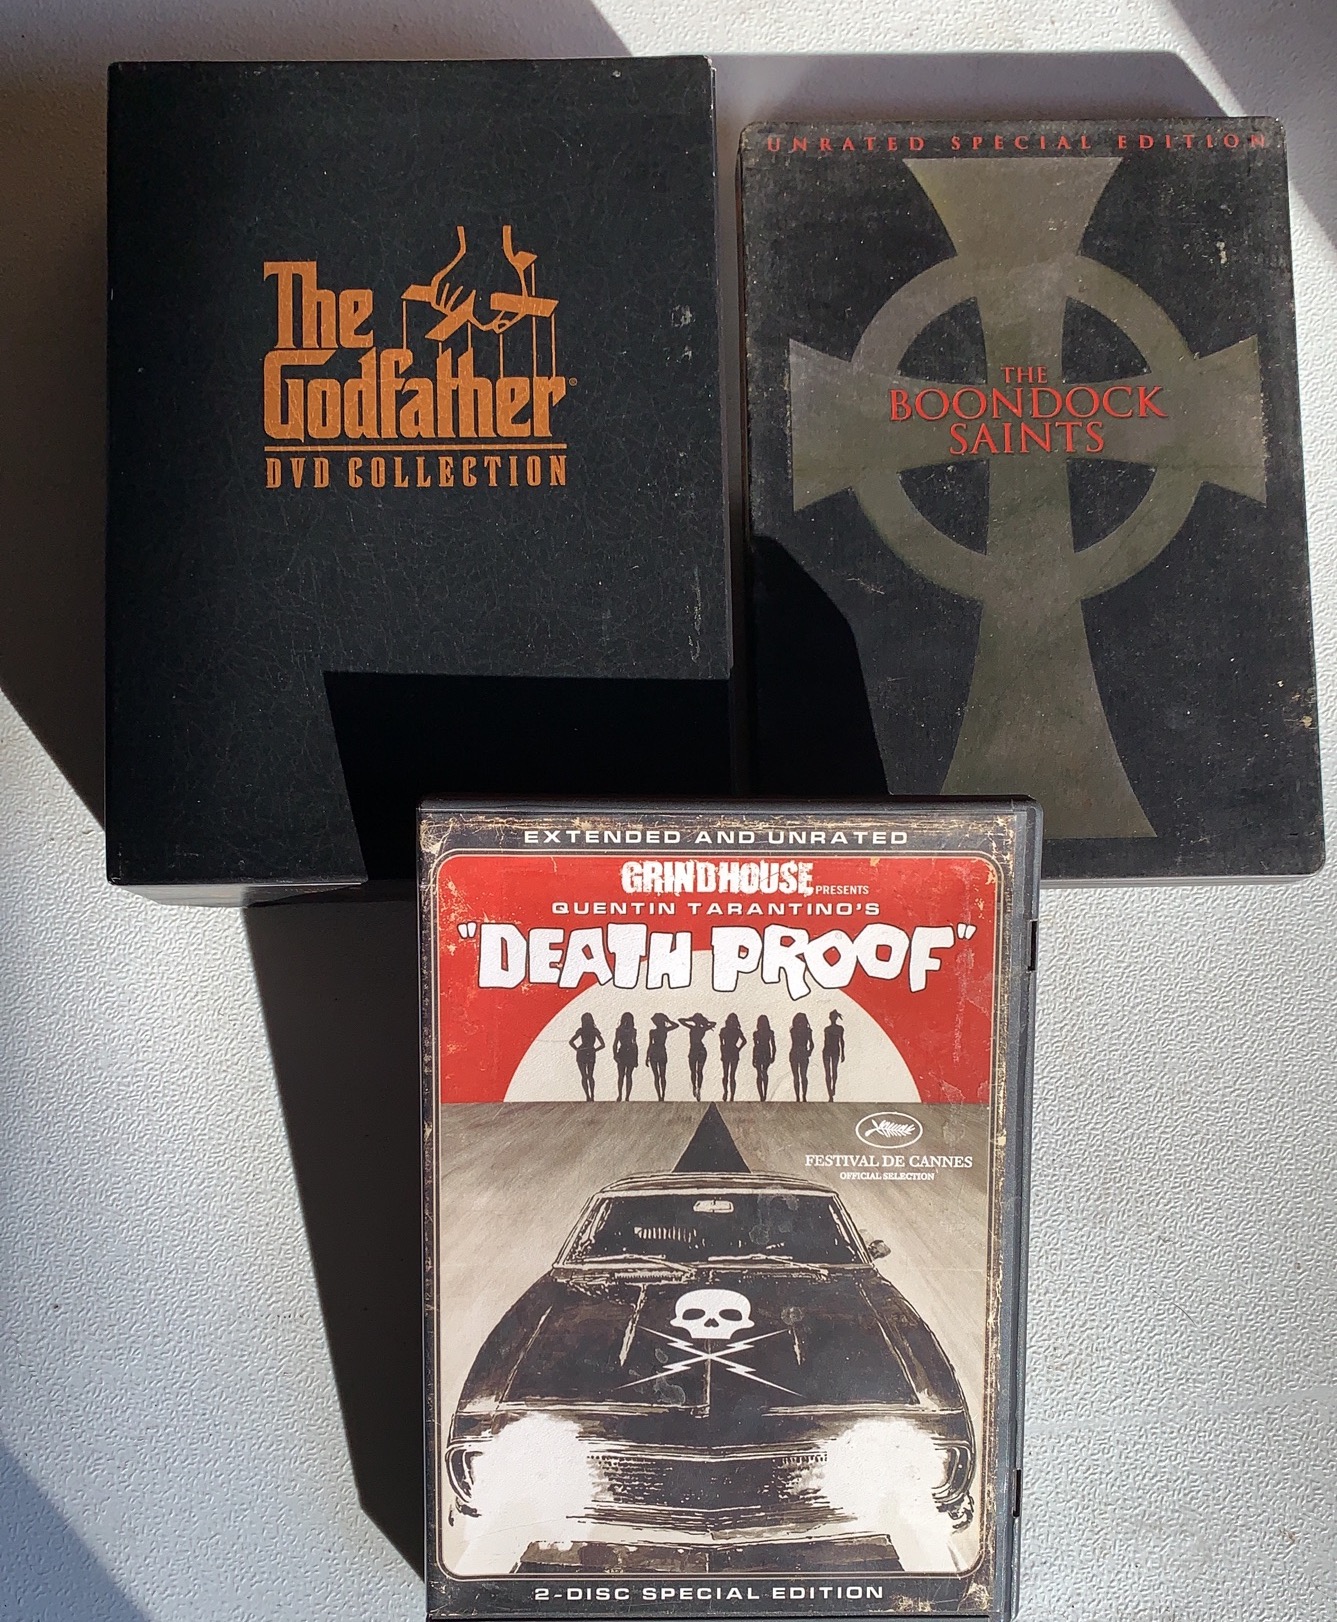 The
Godfather®
DVD COLLECTION
UNRATED SPECIAL EDITION
THE
BOONDOCK
SAINTS
EXTENDED AND UNRATED
GRINDHOUSE PRESENTS
QUENTIN TARANTINO'S
"DEATH PROOF"
FESTIVAL DE CANNES
OFFICIAL SELECTION
2-DISC SPECIAL EDITION